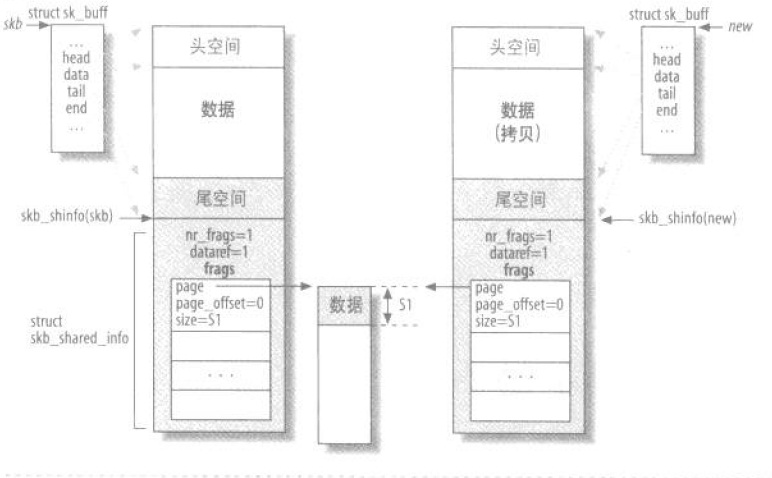 struct sk_buff
skb
...
head
data
tail
end
...
头空间
数据
尾空间
skb_shinfo(skb)
nr_frags=1
dataref=1
frags
page
page_offset=0
size=S1
...
struct
skb_shared_info
数据
S1
struct sk_buff
new
...
head
data
tail
end
...
头空间
数据
(拷贝)
尾空间
skb_shinfo(new)
nr_frags=1
dataref=1
frags
page
page_offset=0
size=S1
...